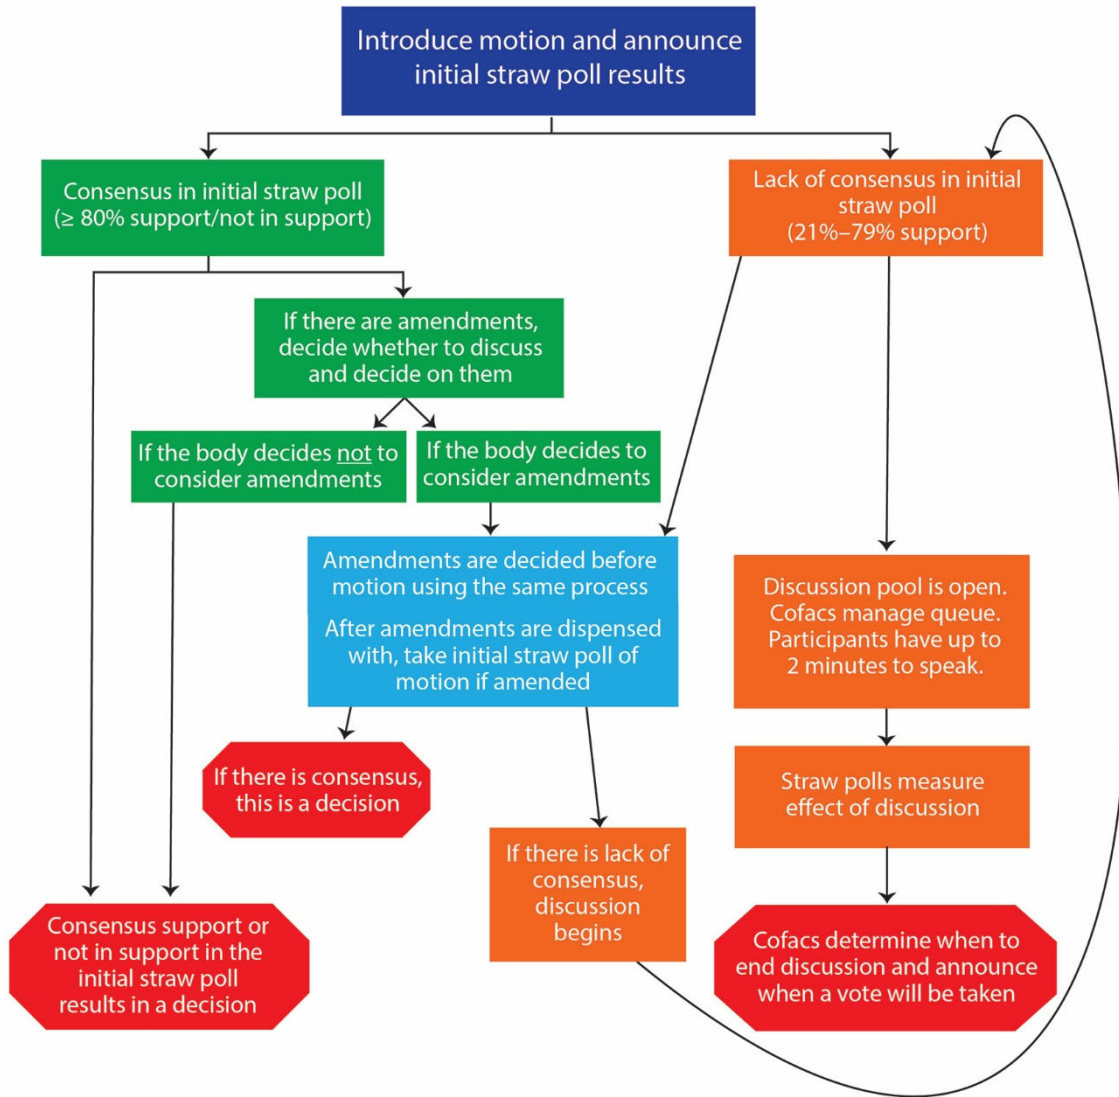 Introduce motion and announce
initial straw poll results
Consensus in initial straw poll
(≥ 80% support/not in support)
Lack of consensus in initial
straw poll
(21%–79% support)
If there are amendments,
decide whether to discuss
and decide on them
If the body decides not to
consider amendments
If the body decides to
consider amendments
Amendments are decided before
motion using the same process
After amendments are dispensed
with, take initial straw poll of
motion if amended
Discussion pool is open.
Cofacs manage queue.
Participants have up to
2 minutes to speak.
If there is consensus,
this is a decision
Straw polls measure
effect of discussion
If there is lack of
consensus,
discussion
begins
Consensus support or
not in support in the
initial straw poll
results in a decision
Cofacs determine when to
end discussion and announce
when a vote will be taken